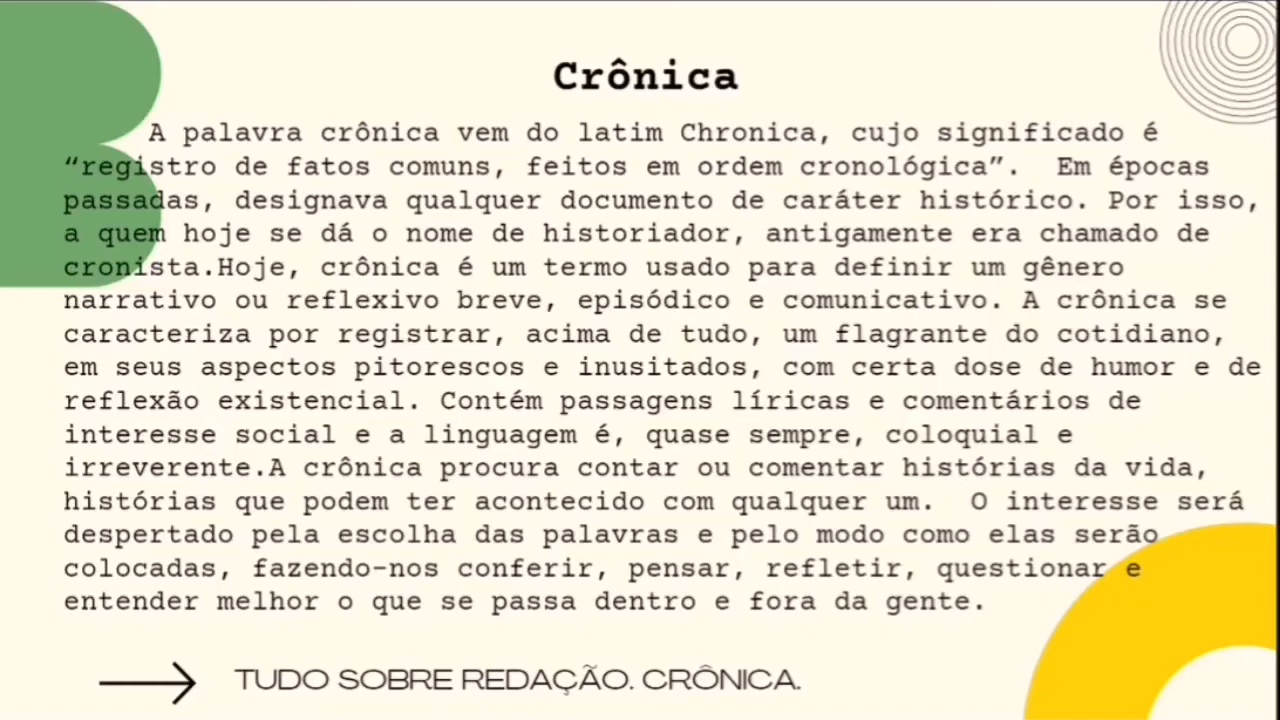 Crônica
A palavra crônica vem do latim Chronica, cujo significado é
“registro de fatos comuns, feitos em ordem cronológica”.  Em épocas
passadas, designava qualquer documento de caráter histórico. Por isso,
a quem hoje se dá o nome de historiador, antigamente era chamado de
cronista.Hoje, crônica é um termo usado para definir um gênero
narrativo ou reflexivo breve, episódico e comunicativo. A crônica se
caracteriza por registrar, acima de tudo, um flagrante do cotidiano,
em seus aspectos pitorescos e inusitados, com certa dose de humor e de
reflexão existencial. Contém passagens líricas e comentários de
interesse social e a linguagem é, quase sempre, coloquial e
irreverente.A crônica procura contar ou comentar histórias da vida,
histórias que podem ter acontecido com qualquer um.  O interesse será
despertado pela escolha das palavras e pelo modo como elas serão
colocadas, fazendo-nos conferir, pensar, refletir, questionar e
entender melhor o que se passa dentro e fora da gente.
TUDO SOBRE REDAÇÃO. CRÔNICA.